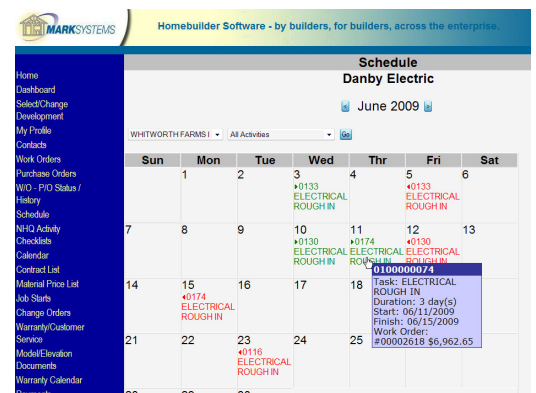 MARKSYSTEMS
Homebuilder Software - by builders, for builders, across the enterprise.
Home
Dashboard
Select/Change
Development
My Profile
Contacts
Work Orders
Purchase Orders
W/O - P/O Status /
History
Schedule
NHQ Activity
Checklists
Calendar
Contract List
Material Price List
Job Starts
Change Orders
Warranty/Customer
Service
Model/Elevation
Documents
Warranty Calendar
Schedule
Danby Electric
June 2009
WHITWORTH FARMS I All Activities Go
Sun Mon Tue Wed Thr Fri Sat
1 2 3 4 5 6
0133
ELECTRICAL
ROUGH IN
0133
ELECTRICAL
ROUGH IN
7 8 9 10 11 12 13
0130
ELECTRICAL
ROUGH IN
0174
ELECTRICAL
ROUGH IN
0130
ELECTRICAL
ROUGH IN
0100000074
Task: ELECTRICAL
ROUGH IN
Duration: 3 day(s)
Start: 06/11/2009
Finish: 06/15/2009
Work Order:
#00002618 $6,962.65
14 15 16 17 18
0174
ELECTRICAL
ROUGH IN
21 22 23 24 25
0116
ELECTRICAL
ROUGH IN